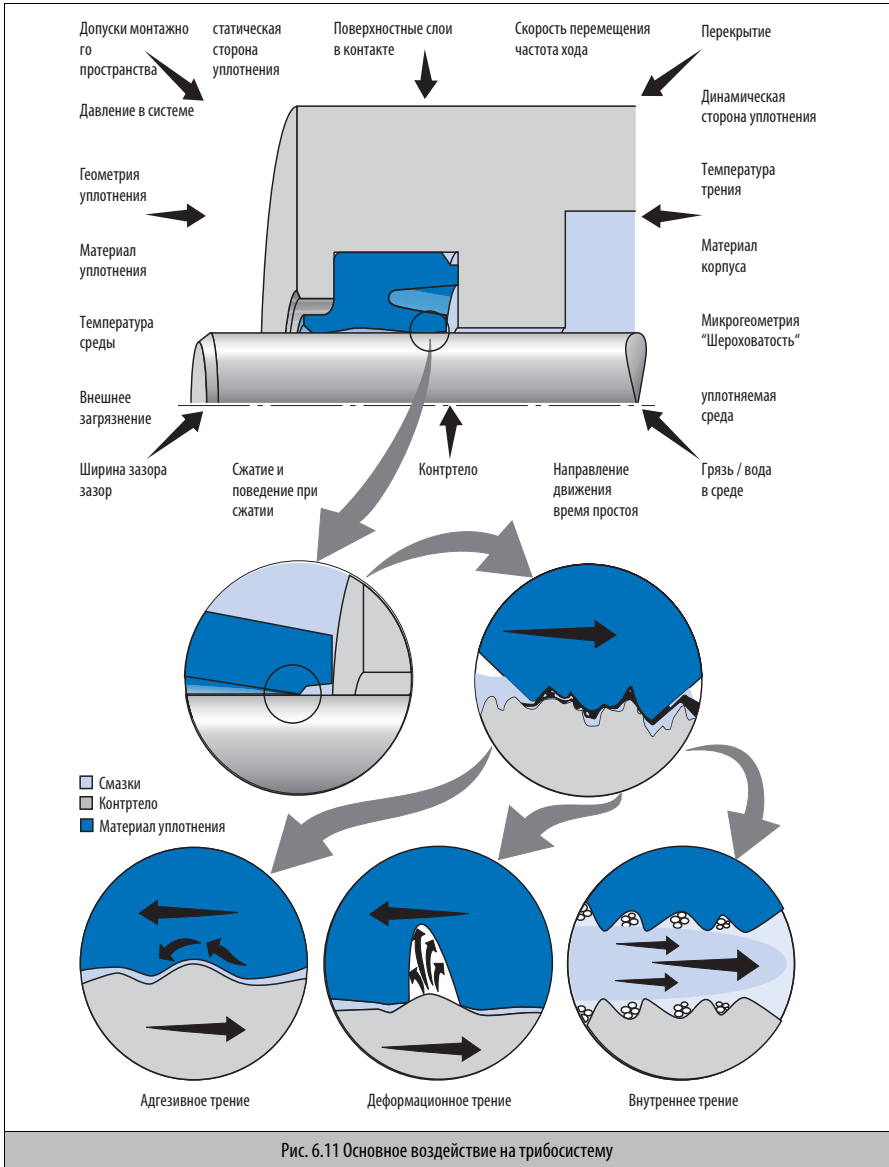 Допуски монтажно
го
пространства
статическая
сторона
уплотнения
Поверхностные слои
в контакте
Скорость перемещения
частота хода
Перекрытие
Давление в системе
Динамическая
сторона уплотнения
Геометрия
уплотнения
Температура
трения
Материал
уплотнения
Материал
корпуса
Температура
среды
Микрогеометрия
"Шероховатость“
Внешнее
загрязнение
уплотняемая
среда
Ширина зазора
зазор
Сжатие и
поведение при
сжатии
Контртело
Направление
движения
время простоя
Грязь / вода
в среде
Смазки
Контртело
Материал уплотнения
Адгезивное трение
Деформационное трение
Внутреннее трение
Рис. 6.11 Основное воздействие на трибосистему